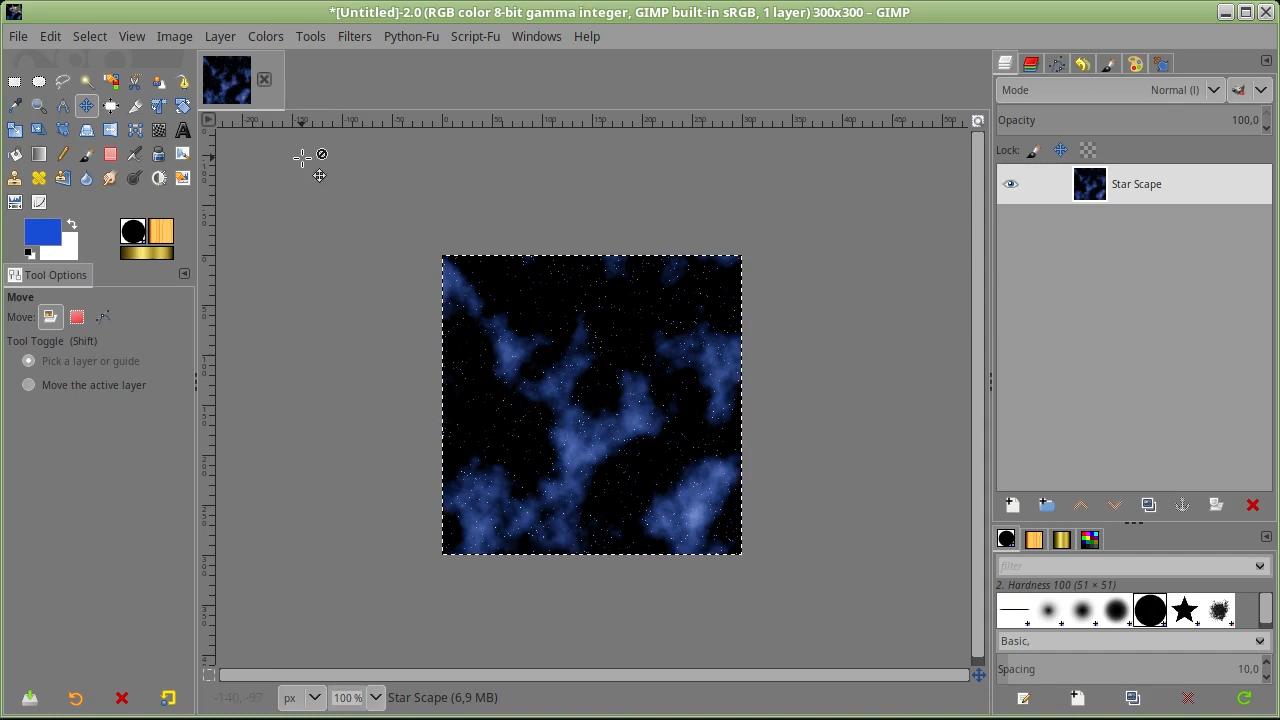 *[Untitled]-2.0 (RGB color 8-bit gamma integer, GIMP built-in sRGB, 1 layer) 300x300 – GIMP
File Edit Select View Image Layer Colors Tools Filters Python-Fu Script-Fu Windows Help
Mode Normal (l)
Opacity 100,0
Lock:
Star Scape
Tool Options
Move
Move:
Tool Toggle (Shift)
Pick a layer or guide
Move the active layer
filter
2. Hardness 100 (51 × 51)
Basic,
Spacing 10,0
-140, -97 px 100 % Star Scape (6,9 MB)